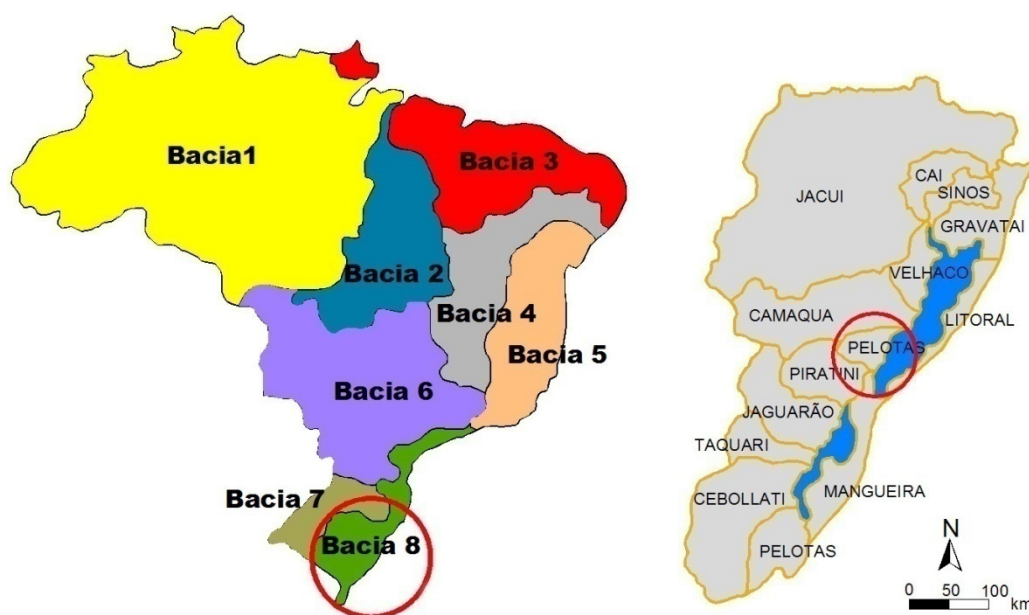 Bacia1
Bacia 3
Bacia 2
Bacia 4
Bacia 5
Bacia 6
Bacia 7
Bacia 8
CAI
SINOS
JACUI
GRAVATAI
VELHACO
CAMAQUA
LITORAL
PELOTAS
PIRATINI
JAGUARÃO
TAQUARI
CEBOLLATI
MANGUEIRA
PELOTAS
N
0 50 100
km